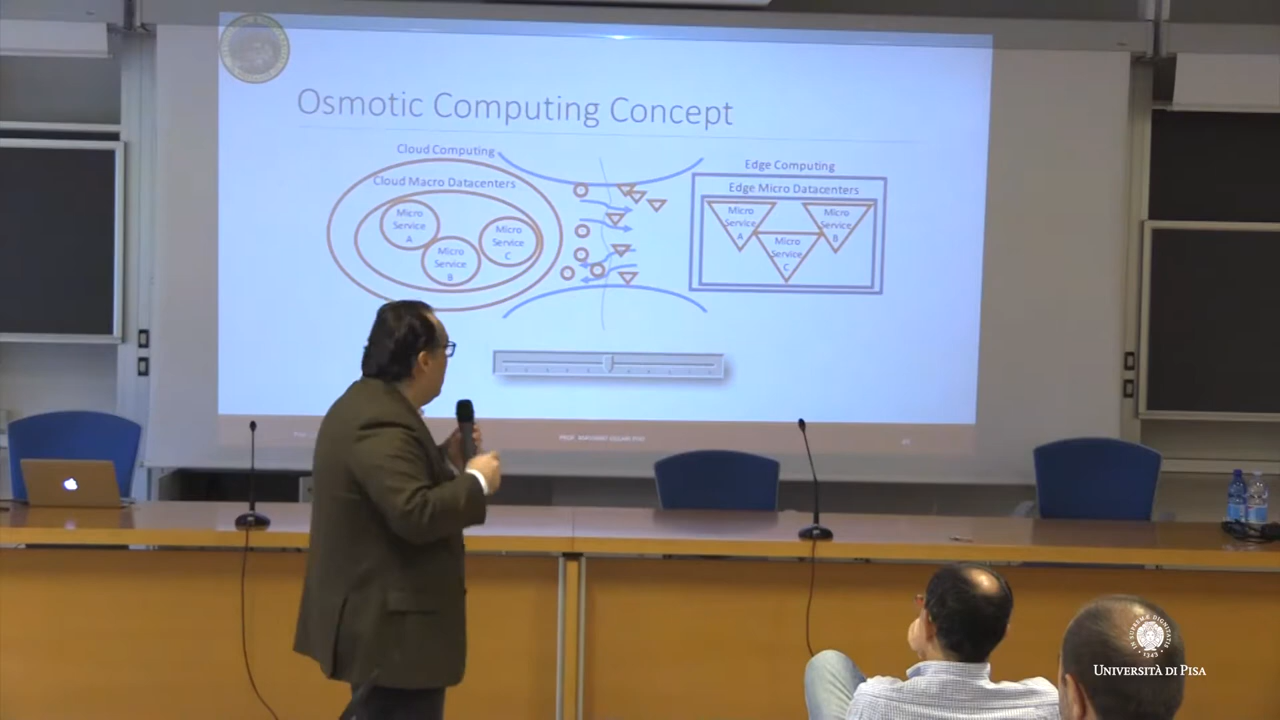 Osmotic Computing Concept
Cloud Computing
Cloud Macro Datacenters
Micro
Service
A
Micro
Service
B
Micro
Service
C
Edge Computing
Edge Micro Datacenters
Micro
Service
A
Micro
Service
B
Micro
Service
C
UNIVERSITÀ DI PISA